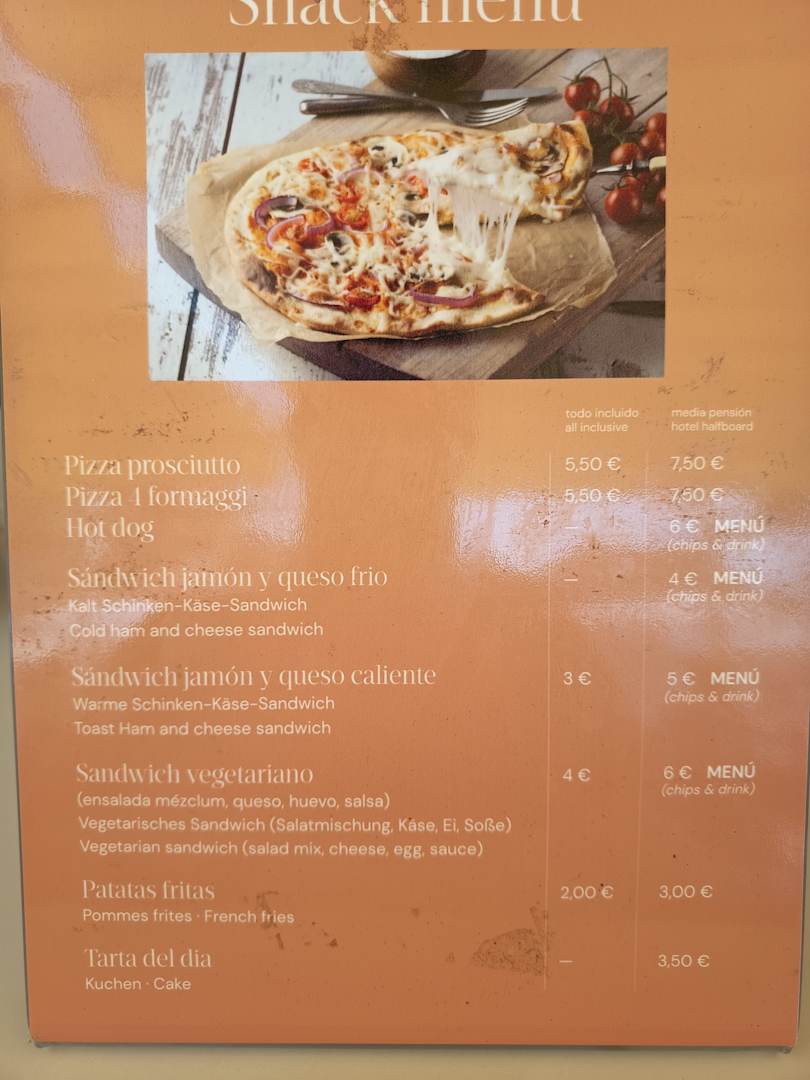 Snack menu
todo incluido media pensión
all inclusive hotel halfboard
Pizza prosciutto 5,50 € 7,50 €
Pizza 4 formaggi 5,50 € 7,50 €
Hot dog — 6 € MENÚ
(chips & drink)
Sándwich jamón y queso frio — 4 € MENÚ
(chips & drink)
Kalt Schinken-Käse-Sandwich
Cold ham and cheese sandwich
Sándwich jamón y queso caliente 3 € 5 € MENÚ
(chips & drink)
Warme Schinken-Käse-Sandwich
Toast Ham and cheese sandwich
Sandwich vegetariano 4 € 6 € MENÚ
(chips & drink)
(ensalada mézclum, queso, huevo, salsa)
Vegetarisches Sandwich (Salatmischung, Käse, Ei, Soße)
Vegetarian sandwich (salad mix, cheese, egg, sauce)
Patatas fritas 2,00 € 3,00 €
Pommes frites · French fries
Tarta del día — 3,50 €
Kuchen · Cake